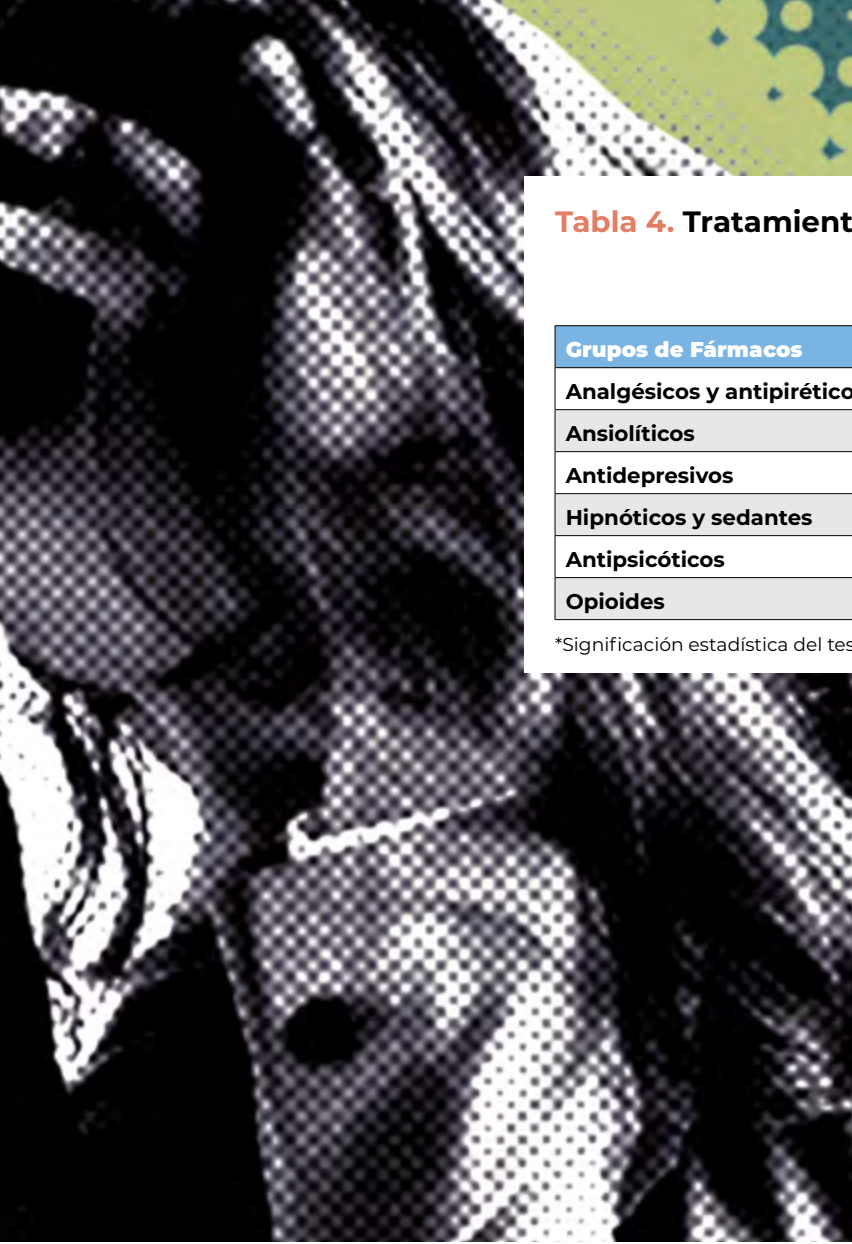 Tabla 4. Tratamient
Grupos de Fármacos
Analgésicos y antipirético
Ansiolíticos
Antidepresivos
Hipnóticos y sedantes
Antipsicóticos
Opioides
*Significación estadística del tes